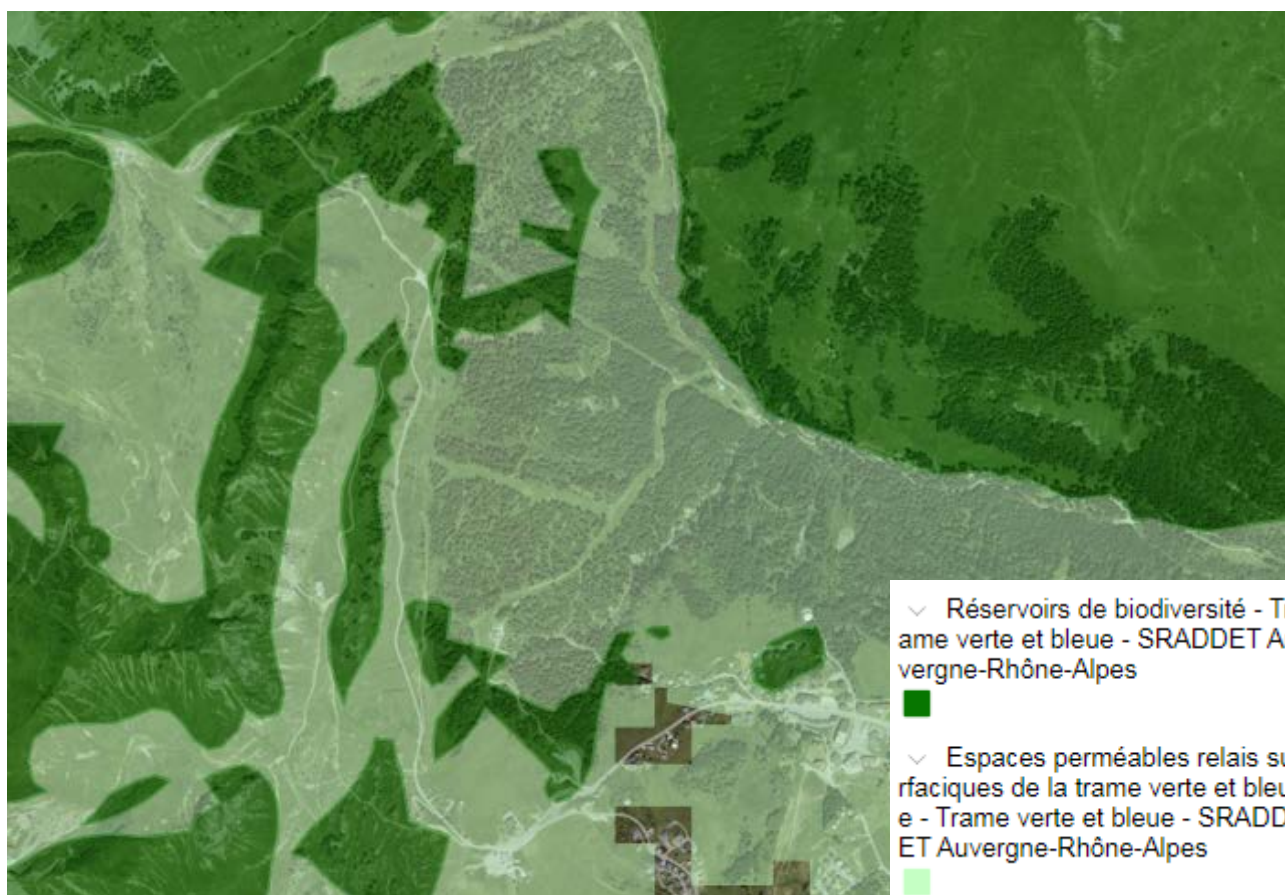 Réservoirs de biodiversité - Tr
ame verte et bleue - SRADDET A
vergne-Rhône-Alpes
Espaces perméables relais su
rfaciques de la trame verte et bleu
e - Trame verte et bleue - SRADD
ET Auvergne-Rhône-Alpes